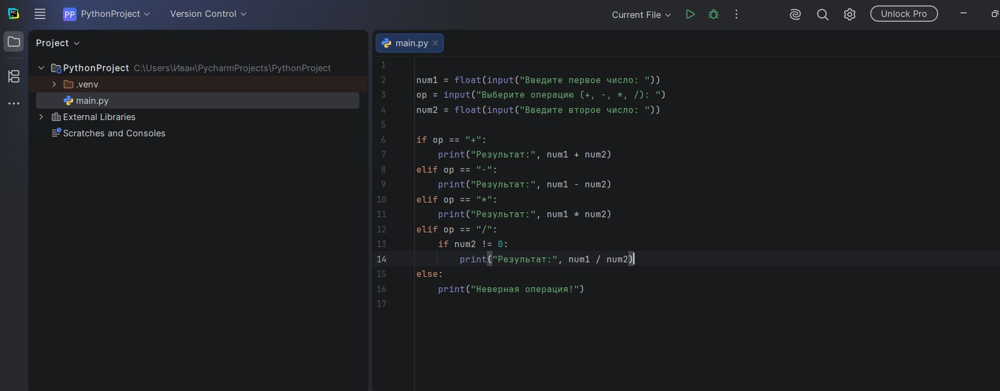 PC
PP PythonProject Version Control Current File Unlock Pro
Project
main.py
PythonProject C:\Users\Иван\PycharmProjects\PythonProject
.venv
main.py
External Libraries
Scratches and Consoles
1
2 num1 = float(input("Введите первое число: "))
3 op = input("Выберите операцию (+, -, *, /): ")
4 num2 = float(input("Введите второе число: "))
5
6 if op == "+":
7     print("Результат:", num1 + num2)
8 elif op == "-":
9     print("Результат:", num1 - num2)
10 elif op == "*":
11     print("Результат:", num1 * num2)
12 elif op == "/":
13     if num2 != 0:
14         print("Результат:", num1 / num2)
15 else:
16     print("Неверная операция!")
17